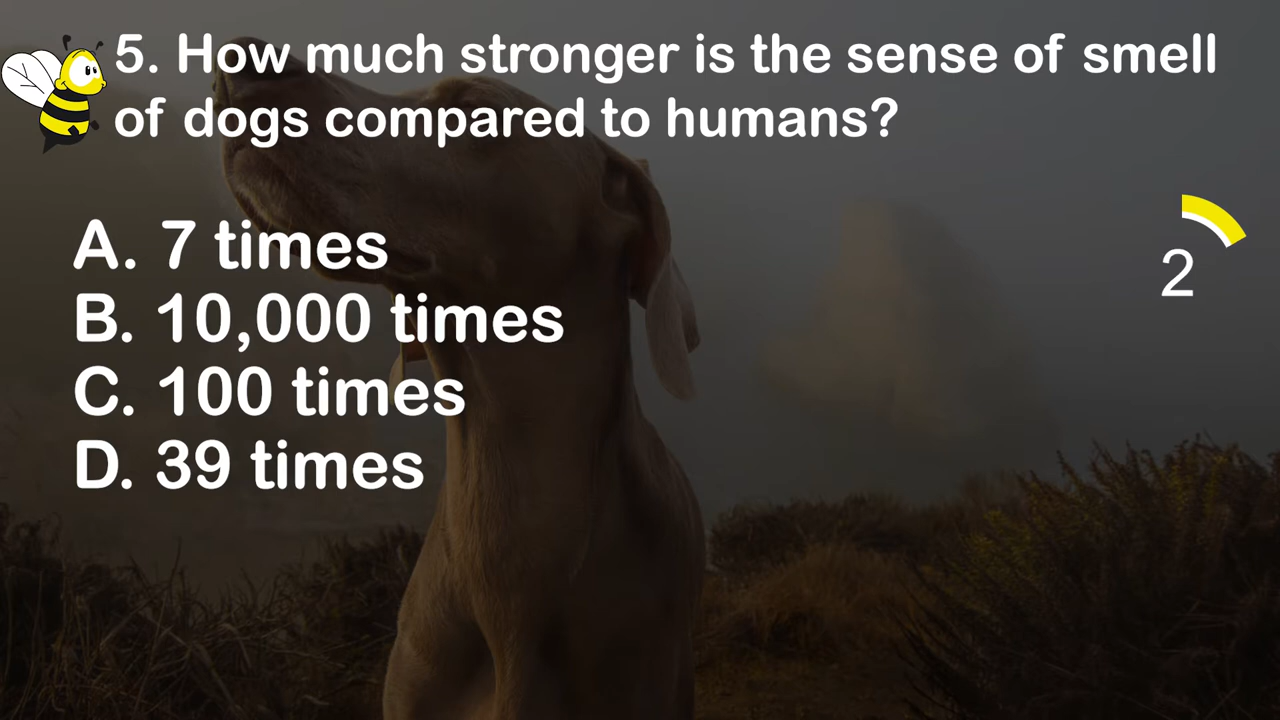 5. How much stronger is the sense of smell
of dogs compared to humans?
A. 7 times
B. 10,000 times
C. 100 times
D. 39 times
2